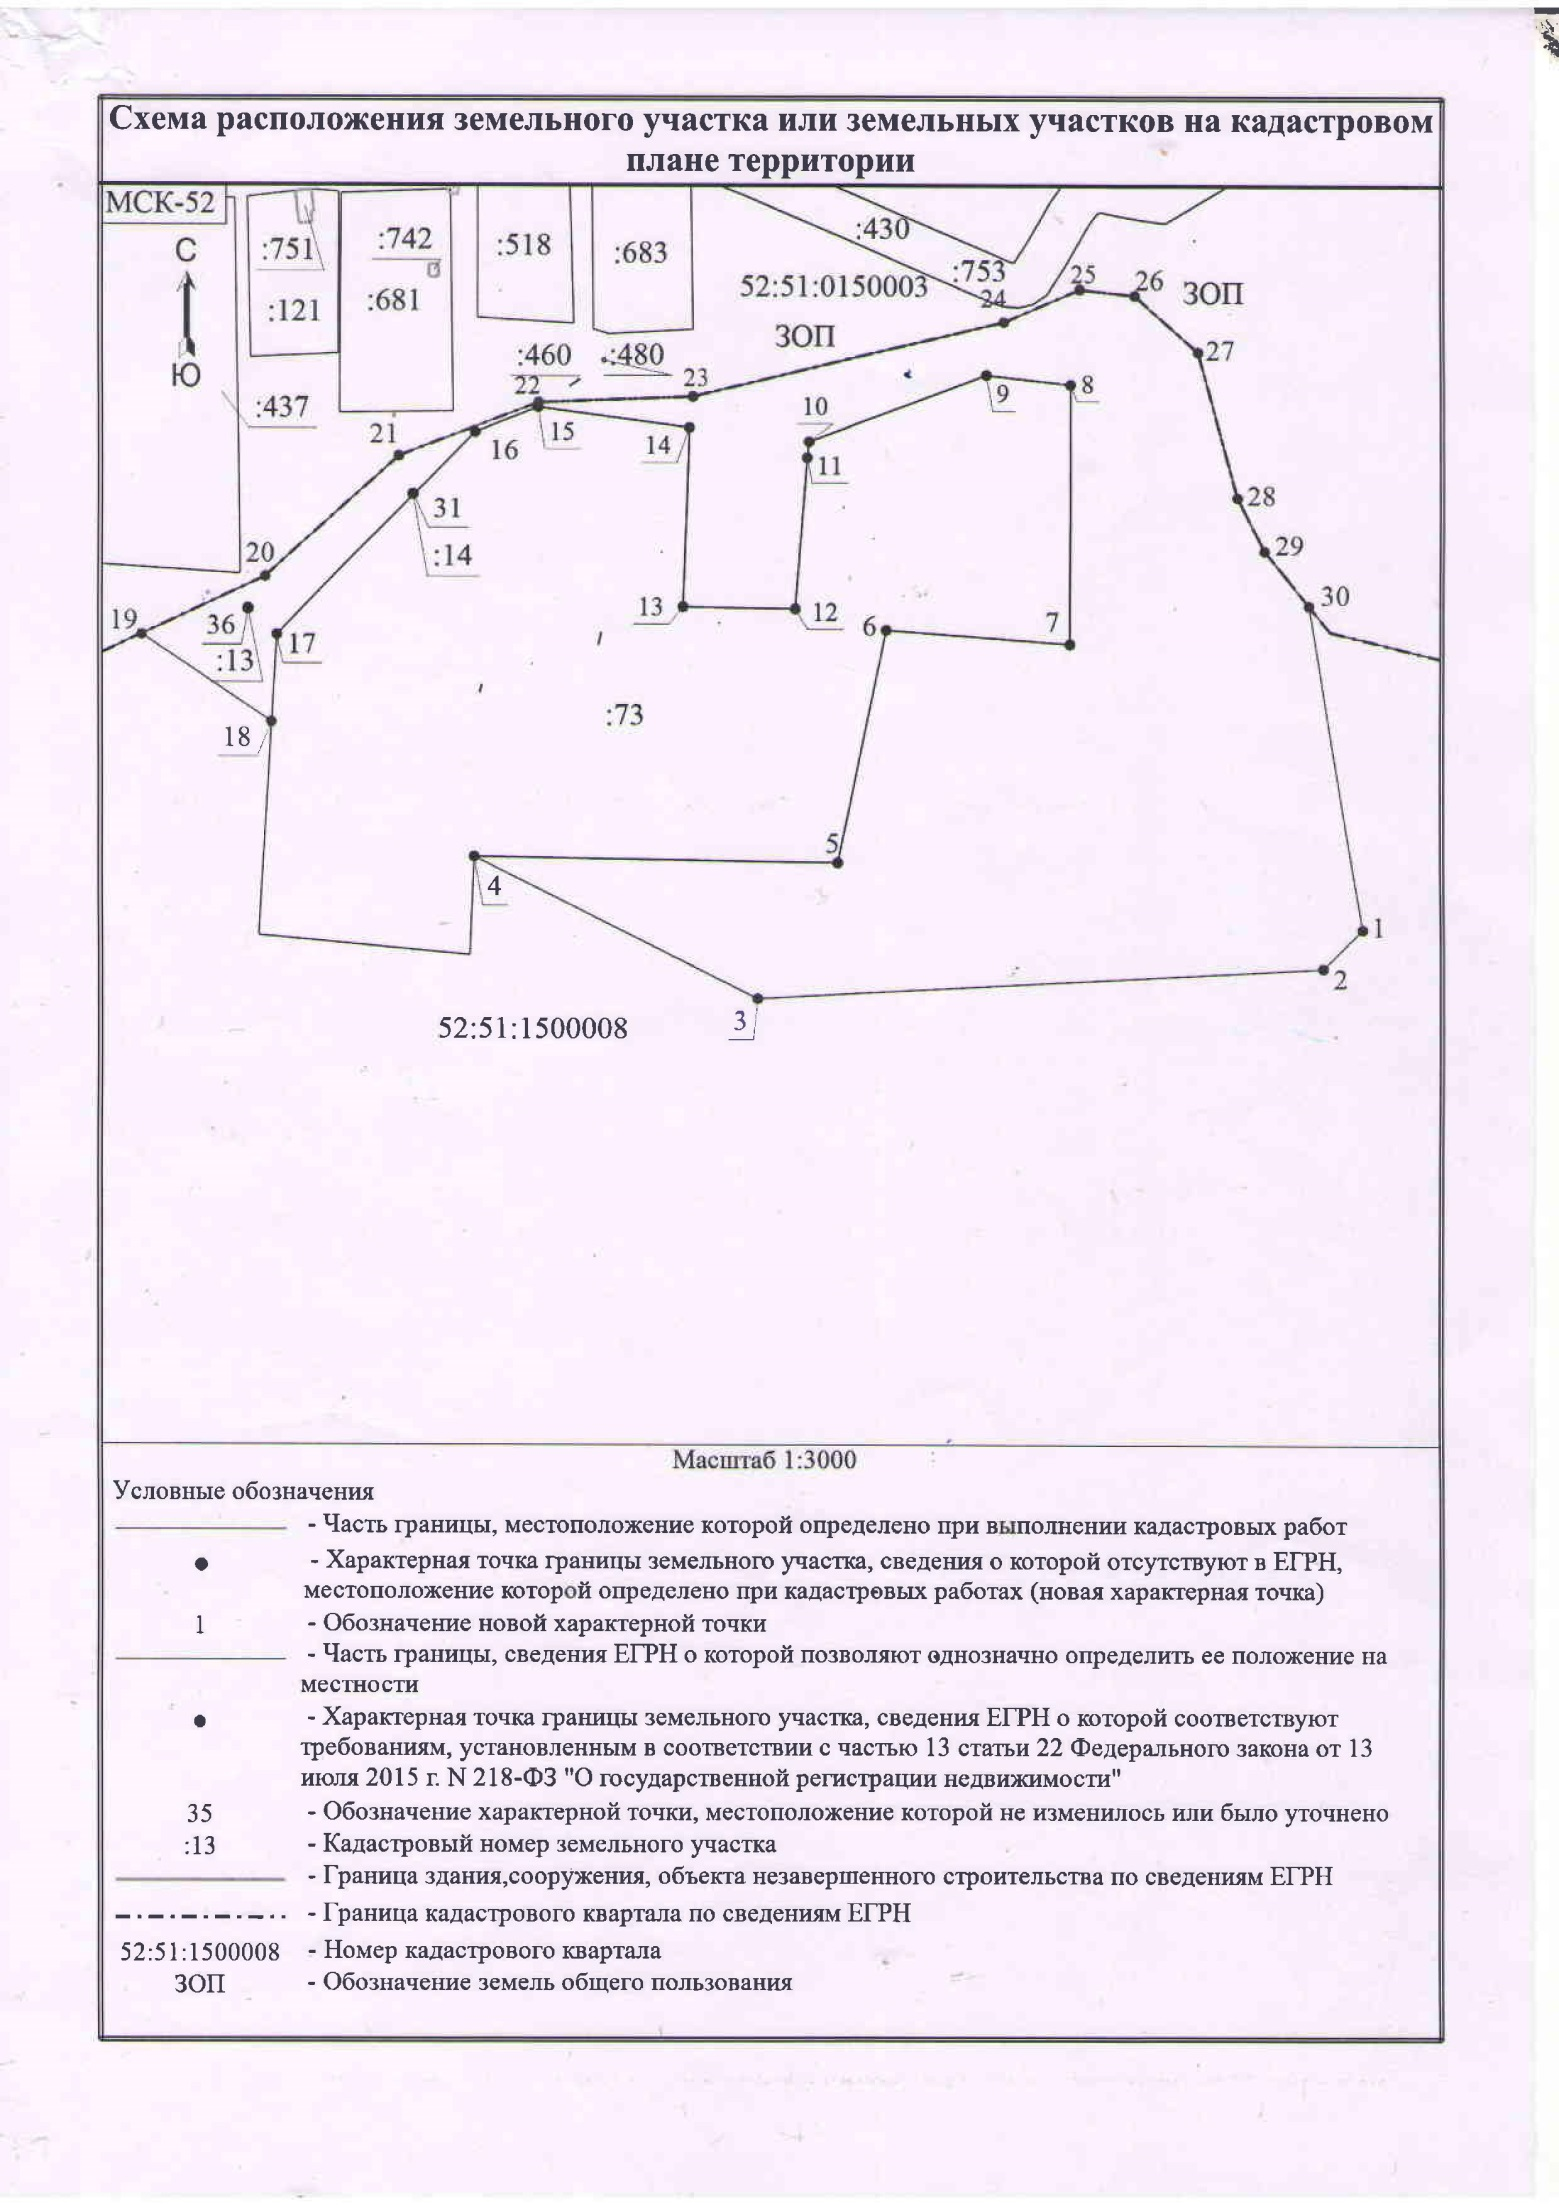 Схема расположения земельного участка или земельных участков на кадастровом
плане территории
МСК-52
С
Ю
:751
:121
:742
:681
:518
:683
:430
:753
52:51:0150003
ЗОП
ЗОП
:437
:460
:480
24
25
26
27
22
23
21
16
15
14
10
11
9
8
31
:14
28
29
30
20
19
36
:13
17
18
13
12
6
7
:73
5
4
1
2
3
52:51:1500008
Масштаб 1:3000
Условные обозначения
- Часть границы, местоположение которой определено при выполнении кадастровых работ
- Характерная точка границы земельного участка, сведения о которой отсутствуют в ЕГРН,
местоположение которой определено при кадастровых работах (новая характерная точка)
1 - Обозначение новой характерной точки
- Часть границы, сведения ЕГРН о которой позволяют однозначно определить ее положение на
местности
- Характерная точка границы земельного участка, сведения ЕГРН о которой соответствуют
требованиям, установленным в соответствии с частью 13 статьи 22 Федерального закона от 13
июля 2015 г. N 218-ФЗ "О государственной регистрации недвижимости"
35 - Обозначение характерной точки, местоположение которой не изменилось или было уточнено
:13 - Кадастровый номер земельного участка
- Граница здания,сооружения, объекта незавершенного строительства по сведениям ЕГРН
- Граница кадастрового квартала по сведениям ЕГРН
52:51:1500008 - Номер кадастрового квартала
ЗОП - Обозначение земель общего пользования